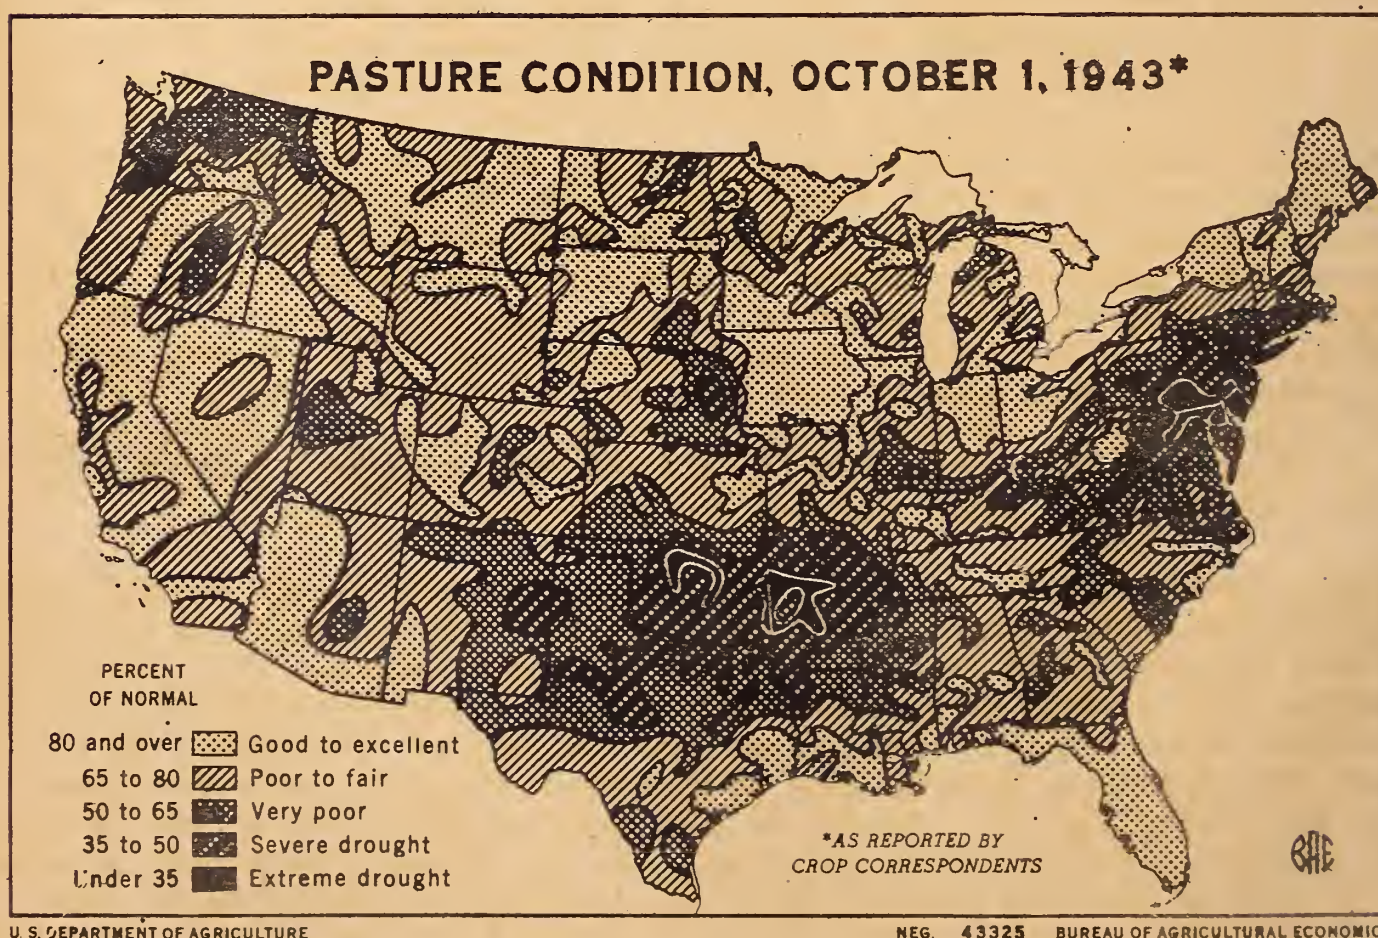 PASTURE CONDITION, OCTOBER 1, 1943*
PERCENT
OF NORMAL
80 and over Good to excellent
65 to 80 Poor to fair
50 to 65 Very poor
35 to 50 Severe drought
Under 35 Extreme drought
*AS REPORTED BY
CROP CORRESPONDENTS
BAE
U. S. DEPARTMENT OF AGRICULTURE
NEG. 43325 BUREAU OF AGRICULTURAL ECONOMIC